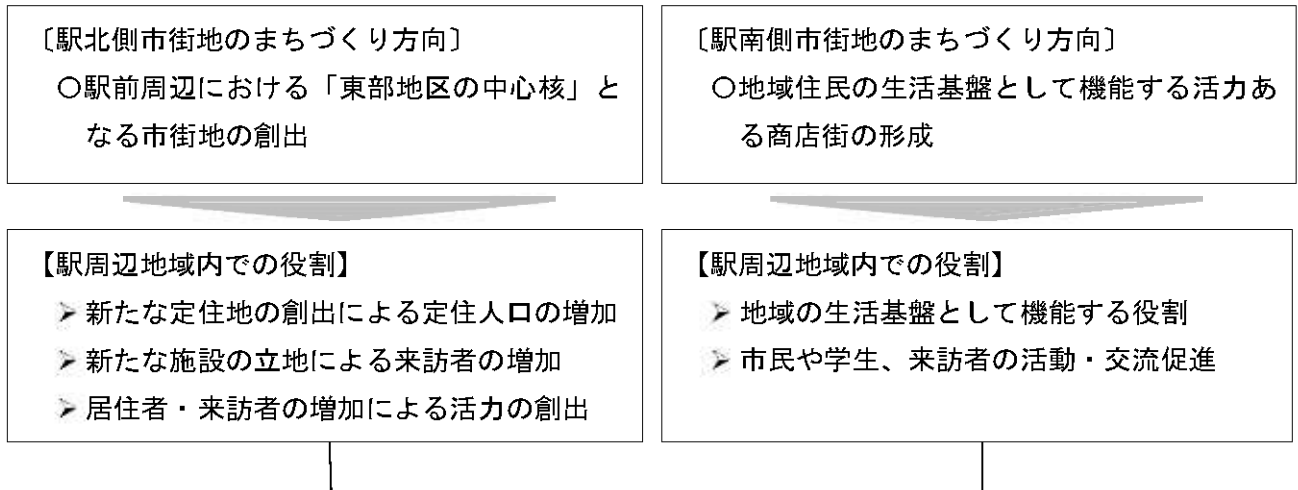 〔駅北側市街地のまちづくり方向〕
〇駅前周辺における「東部地区の中心核」と
なる市街地の創出
〔駅南側市街地のまちづくり方向〕
〇地域住民の生活基盤として機能する活力あ
る商店街の形成
【駅周辺地域内での役割】
➢ 新たな定住地の創出による定住人口の増加
➢ 新たな施設の立地による来訪者の増加
➢ 居住者・来訪者の増加による活力の創出
【駅周辺地域内での役割】
➢ 地域の生活基盤として機能する役割
➢ 市民や学生、来訪者の活動・交流促進